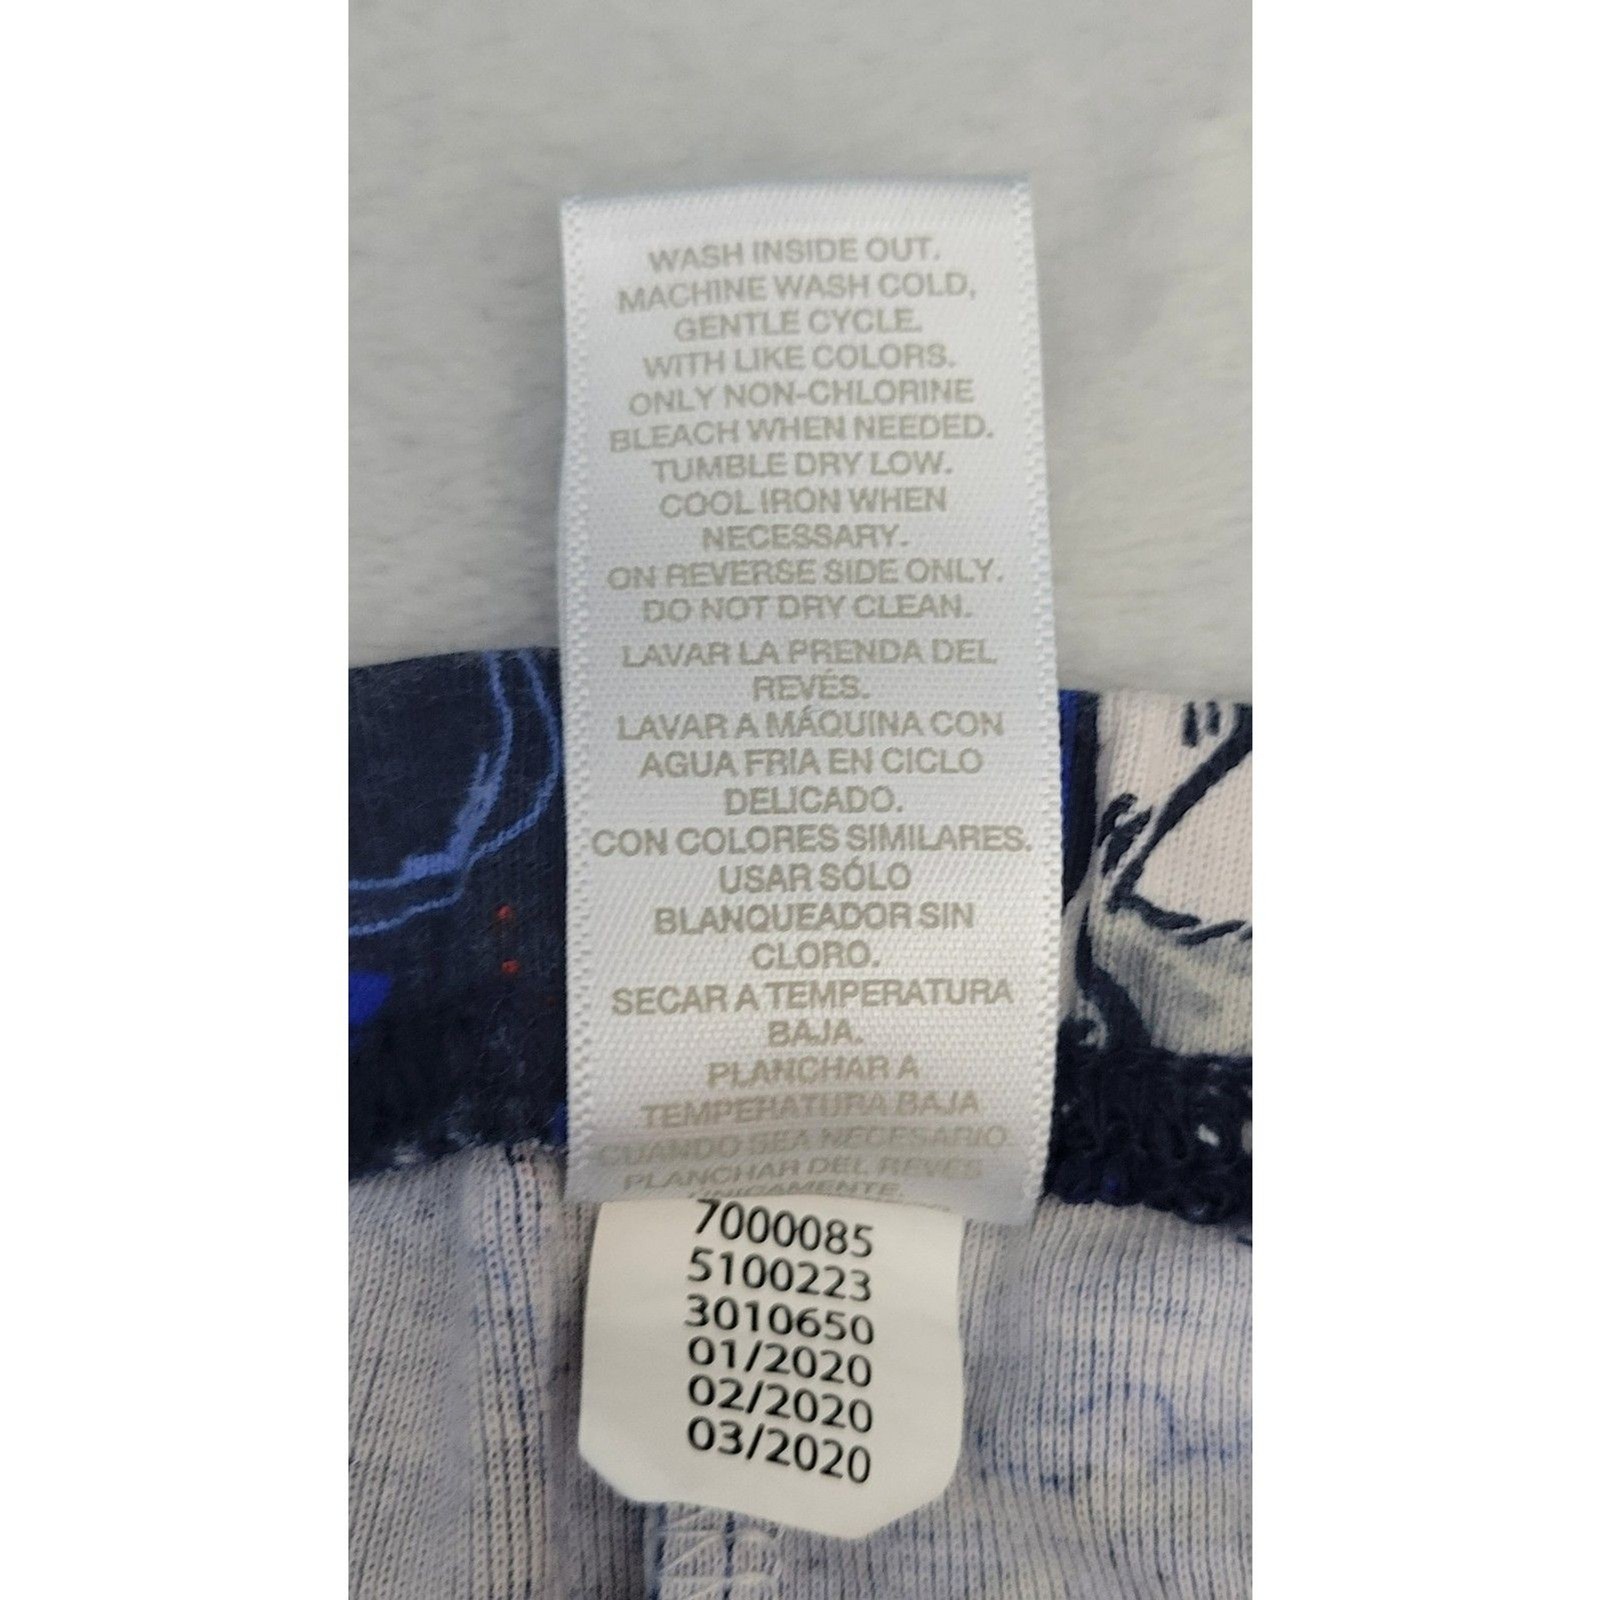 WASH INSIDE OUT.
MACHINE WASH COLD,
GENTLE CYCLE.
WITH LIKE COLORS.
ONLY NON-CHLORINE
BLEACH WHEN NEEDED.
TUMBLE DRY LOW.
COOL IRON WHEN
NECESSARY.
ON REVERSE SIDE ONLY.
DO NOT DRY CLEAN.
LAVAR LA PRENDA DEL
REVÉS.
LAVAR A MÁQUINA CON
AGUA FRIA EN CICLO
DELICADO.
CON COLORES SIMILARES.
USAR SÓLO
BLANQUEADOR SIN
CLORO.
SECAR A TEMPERATURA
BAJA.
PLANCHAR A
TEMPERATURA BAJA
CUANDO SEA NECESARIO
PLANCHAR DEL REVÉS
ÚNICAMENTE.
7000085
5100223
3010650
01/2020
02/2020
03/2020